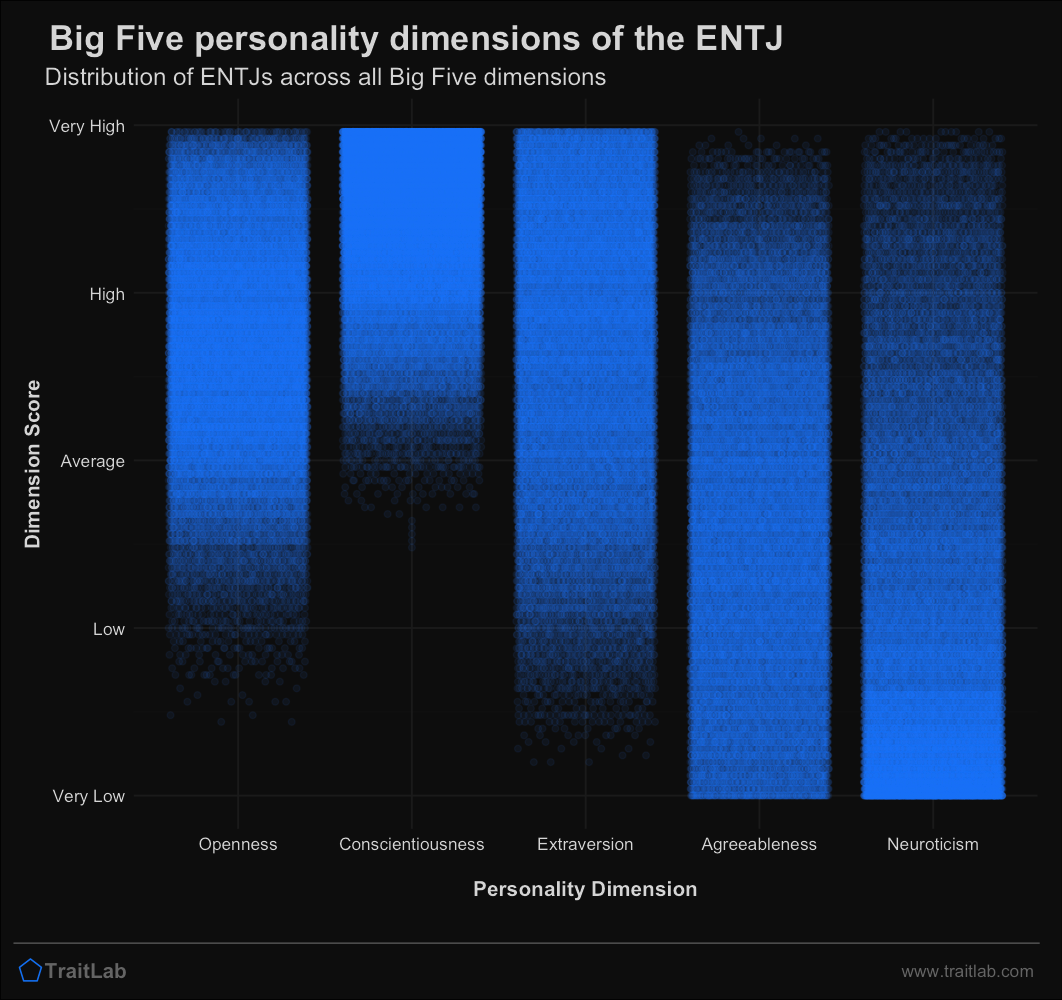 Big Five personality dimensions of the ENTJ
Distribution of ENTJs across all Big Five dimensions
Very High
High
Average
Low
Very Low
Dimension Score
Openness
Conscientiousness
Extraversion
Agreeableness
Neuroticism
Personality Dimension
TraitLab
www.traitlab.com